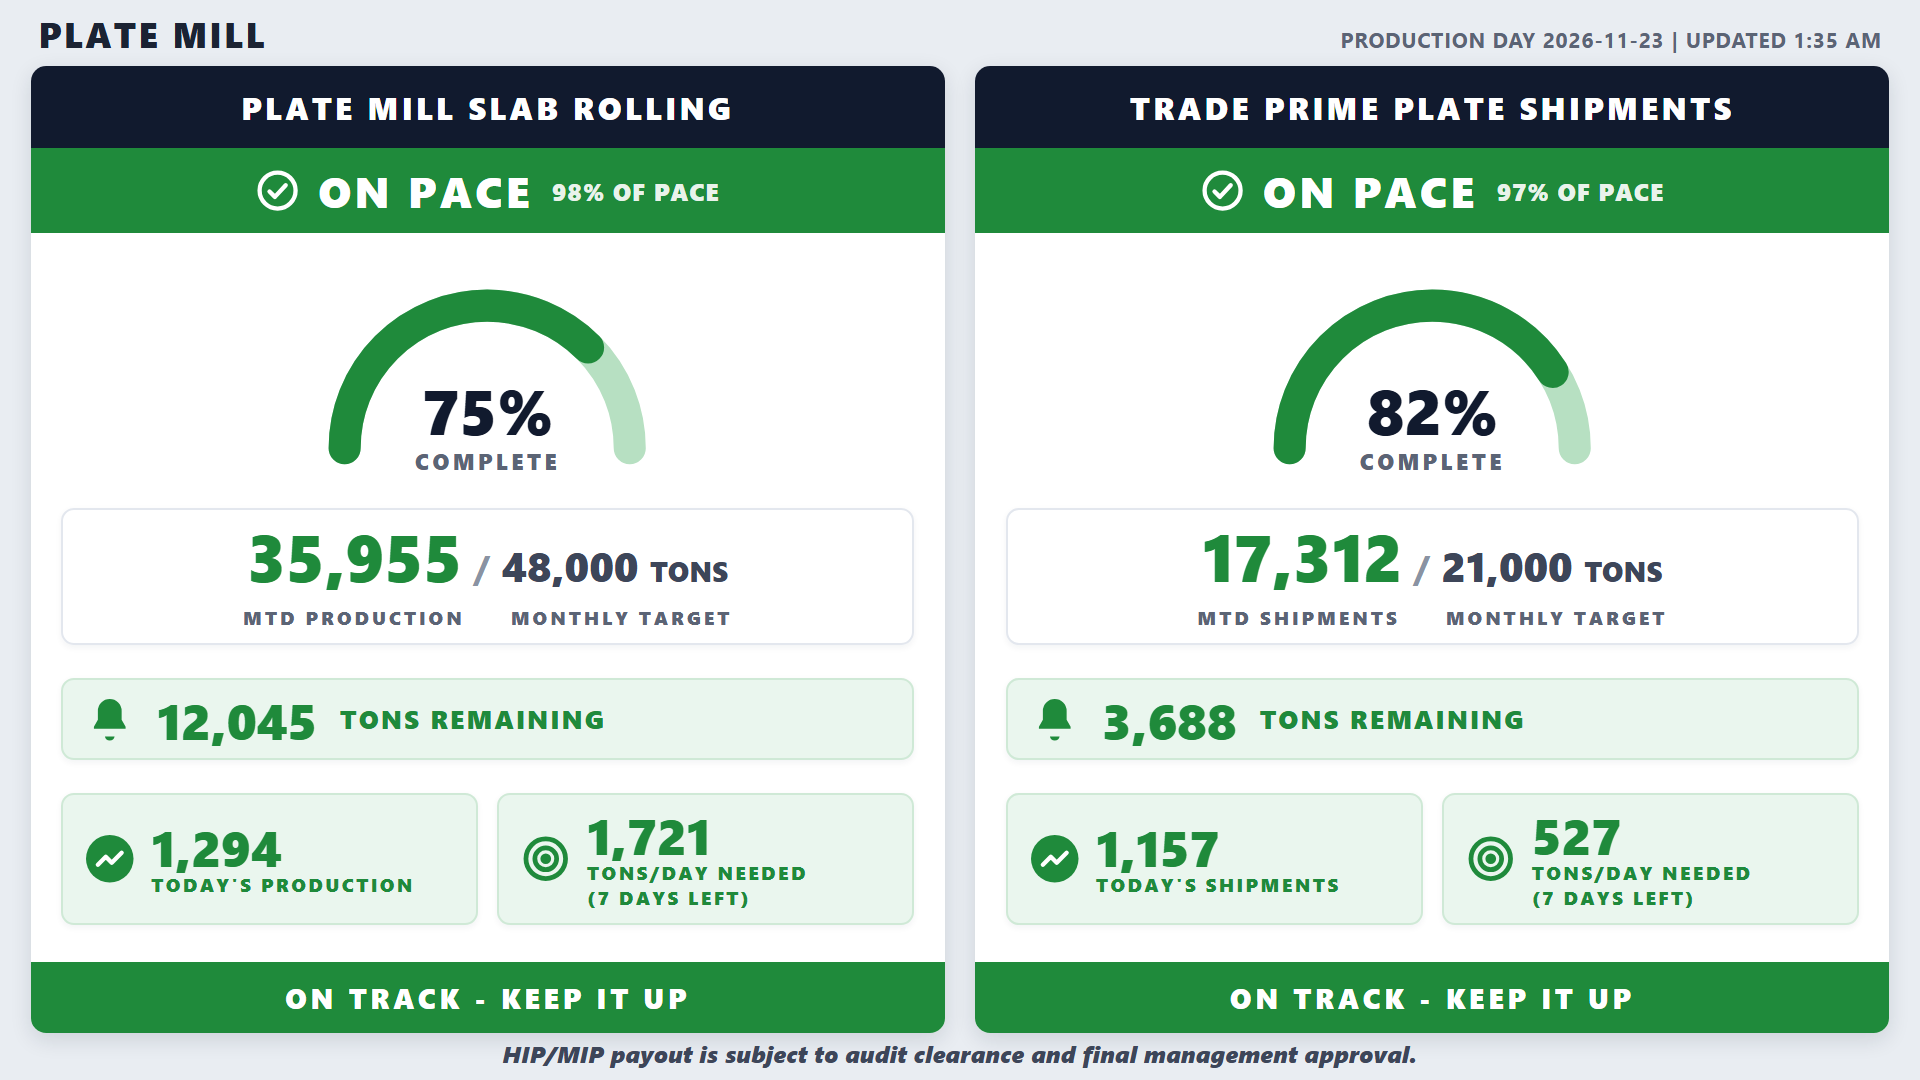 PLATE MILL
PRODUCTION DAY 2026-11-23 | UPDATED 1:35 AM
PLATE MILL SLAB ROLLING
ON PACE 98% OF PACE
75%
COMPLETE
35,955 / 48,000 TONS
MTD PRODUCTION MONTHLY TARGET
12,045 TONS REMAINING
1,294
TODAY'S PRODUCTION
1,721
TONS/DAY NEEDED
(7 DAYS LEFT)
ON TRACK - KEEP IT UP
TRADE PRIME PLATE SHIPMENTS
ON PACE 97% OF PACE
82%
COMPLETE
17,312 / 21,000 TONS
MTD SHIPMENTS MONTHLY TARGET
3,688 TONS REMAINING
1,157
TODAY'S SHIPMENTS
527
TONS/DAY NEEDED
(7 DAYS LEFT)
ON TRACK - KEEP IT UP
HIP/MIP payout is subject to audit clearance and final management approval.